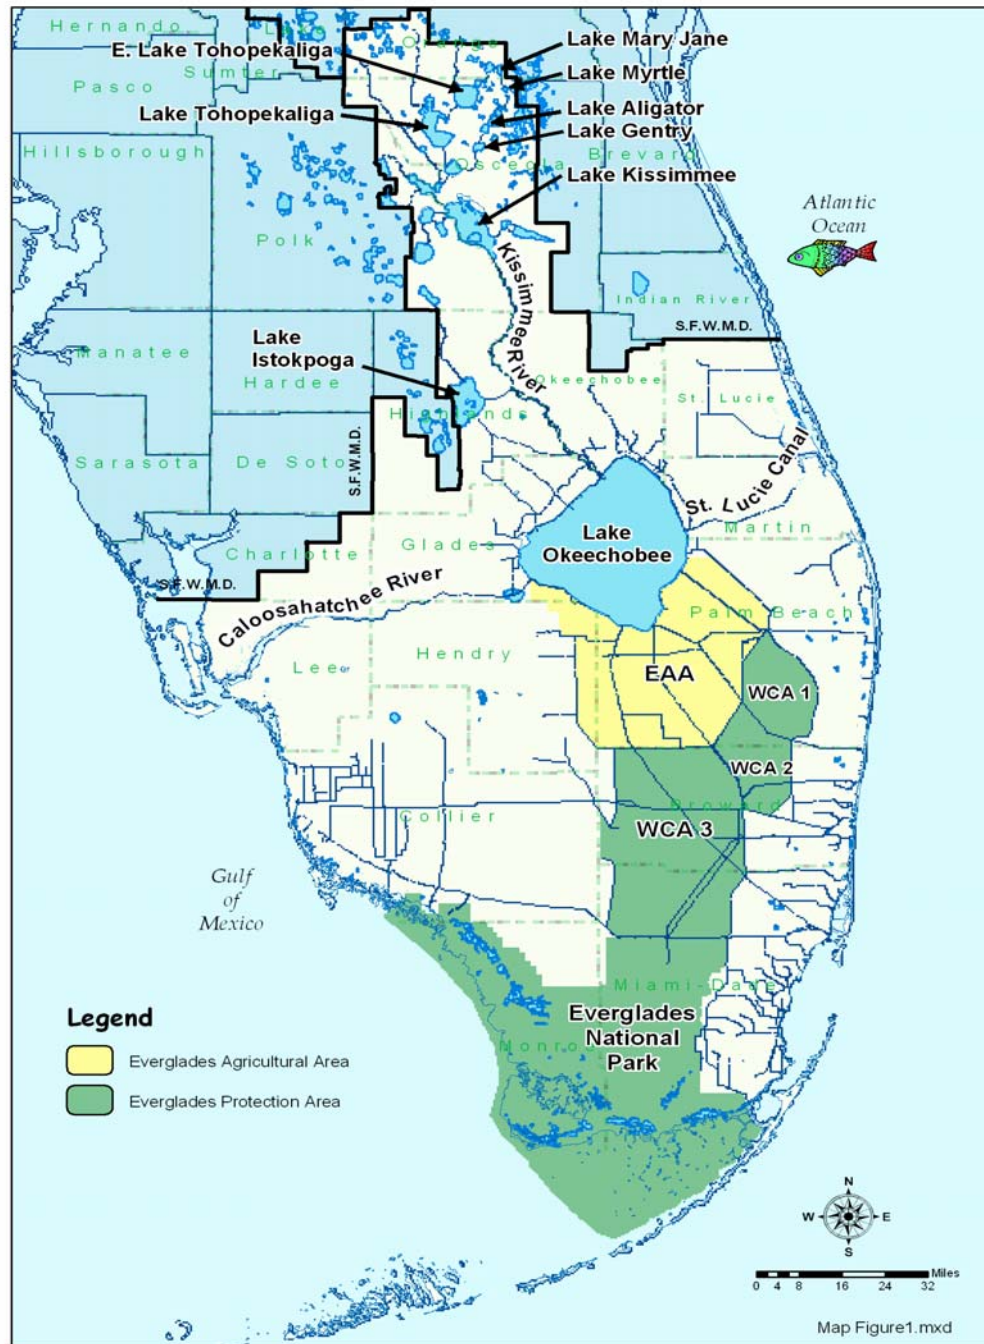 Hernando
Lake
Orange
E. Lake Tohopekaliga
Lake Mary Jane
Sumter
Lake Myrtle
Pasco
Lake Tohopekaliga
Lake Aligator
Lake Gentry
Hillsborough
Osceola
Brevard
Lake Kissimmee
Atlantic
Ocean
Polk
Kissimmee River
Indian River
S.F.W.M.D.
Manatee
Lake
Istokpoga
Hardee
Okeechobee
St. Lucie
Highlands
Sarasota
De Soto
S.F.W.M.D.
St. Lucie Canal
Lake
Okeechobee
Martin
Charlotte
Glades
S.F.W.M.D.
Caloosahatchee River
Palm Beach
Lee
Hendry
EAA
WCA 1
WCA 2
Broward
Collier
WCA 3
Gulf
of
Mexico
Miami-Dade
Everglades
National
Park
Monroe
Legend
Everglades Agricultural Area
Everglades Protection Area
N
W
E
S
Miles
0 4 8 16 24 32
Map Figure1.mxd